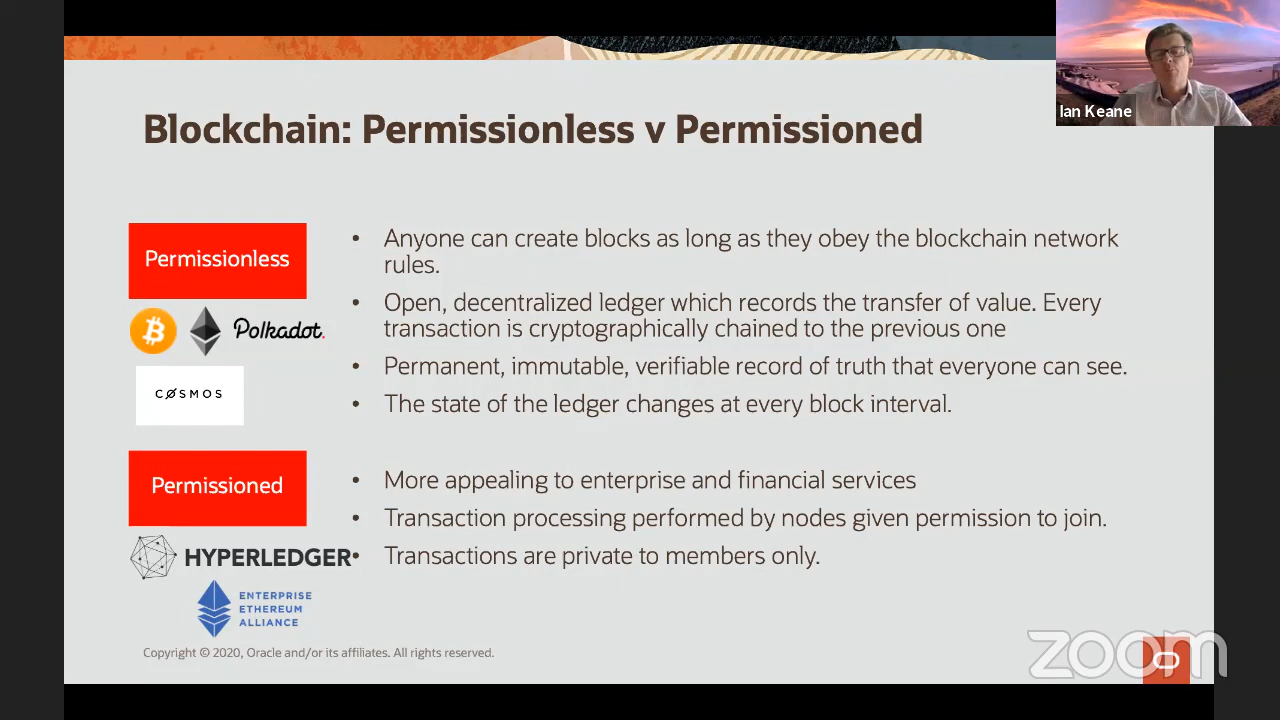 Ian Keane
Blockchain: Permissionless v Permissioned
Permissionless
Polkadot.
CØSMOS
• Anyone can create blocks as long as they obey the blockchain network
rules.
• Open, decentralized ledger which records the transfer of value. Every
transaction is cryptographically chained to the previous one
• Permanent, immutable, verifiable record of truth that everyone can see.
• The state of the ledger changes at every block interval.
Permissioned
HYPERLEDGER
ENTERPRISE
ETHEREUM
ALLIANCE
• More appealing to enterprise and financial services
• Transaction processing performed by nodes given permission to join.
• Transactions are private to members only.
Copyright © 2020, Oracle and/or its affiliates. All rights reserved.
zoom